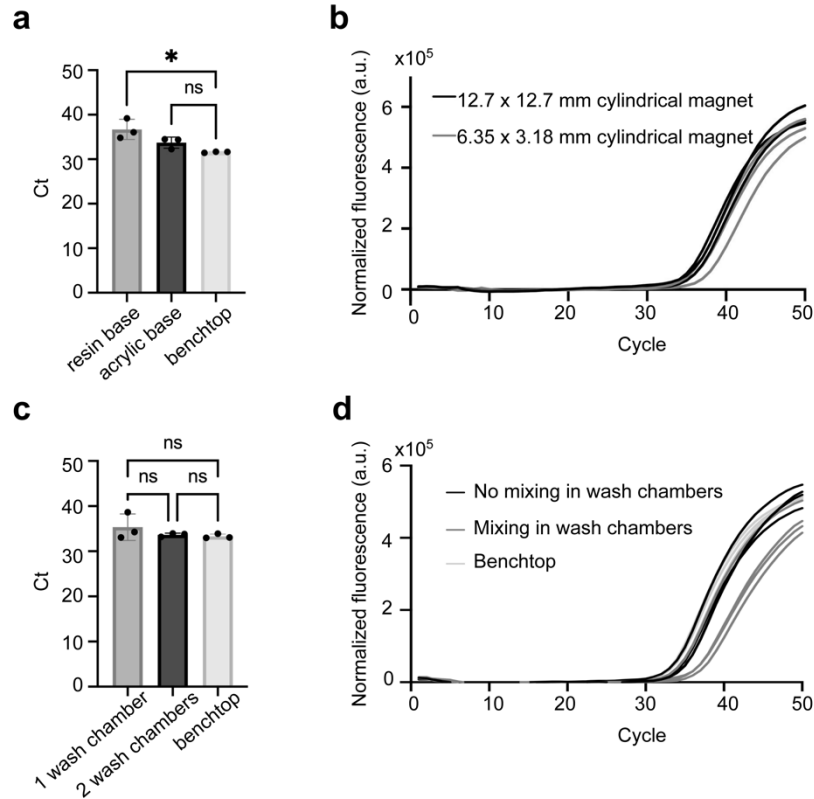 a
*
ns
50
40
30
20
10
0
Ct
resin base
acrylic base
benchtop
b
x10⁵
Normalized fluorescence (a.u.)
6
4
2
0
12.7 x 12.7 mm cylindrical magnet
6.35 x 3.18 mm cylindrical magnet
0 10 20 30 40 50
Cycle
c
ns
ns ns
50
40
30
20
10
0
Ct
1 wash chamber
2 wash chambers
benchtop
d
x10⁵
Normalized fluorescence (a.u.)
6
4
2
0
No mixing in wash chambers
Mixing in wash chambers
Benchtop
0 10 20 30 40 50
Cycle